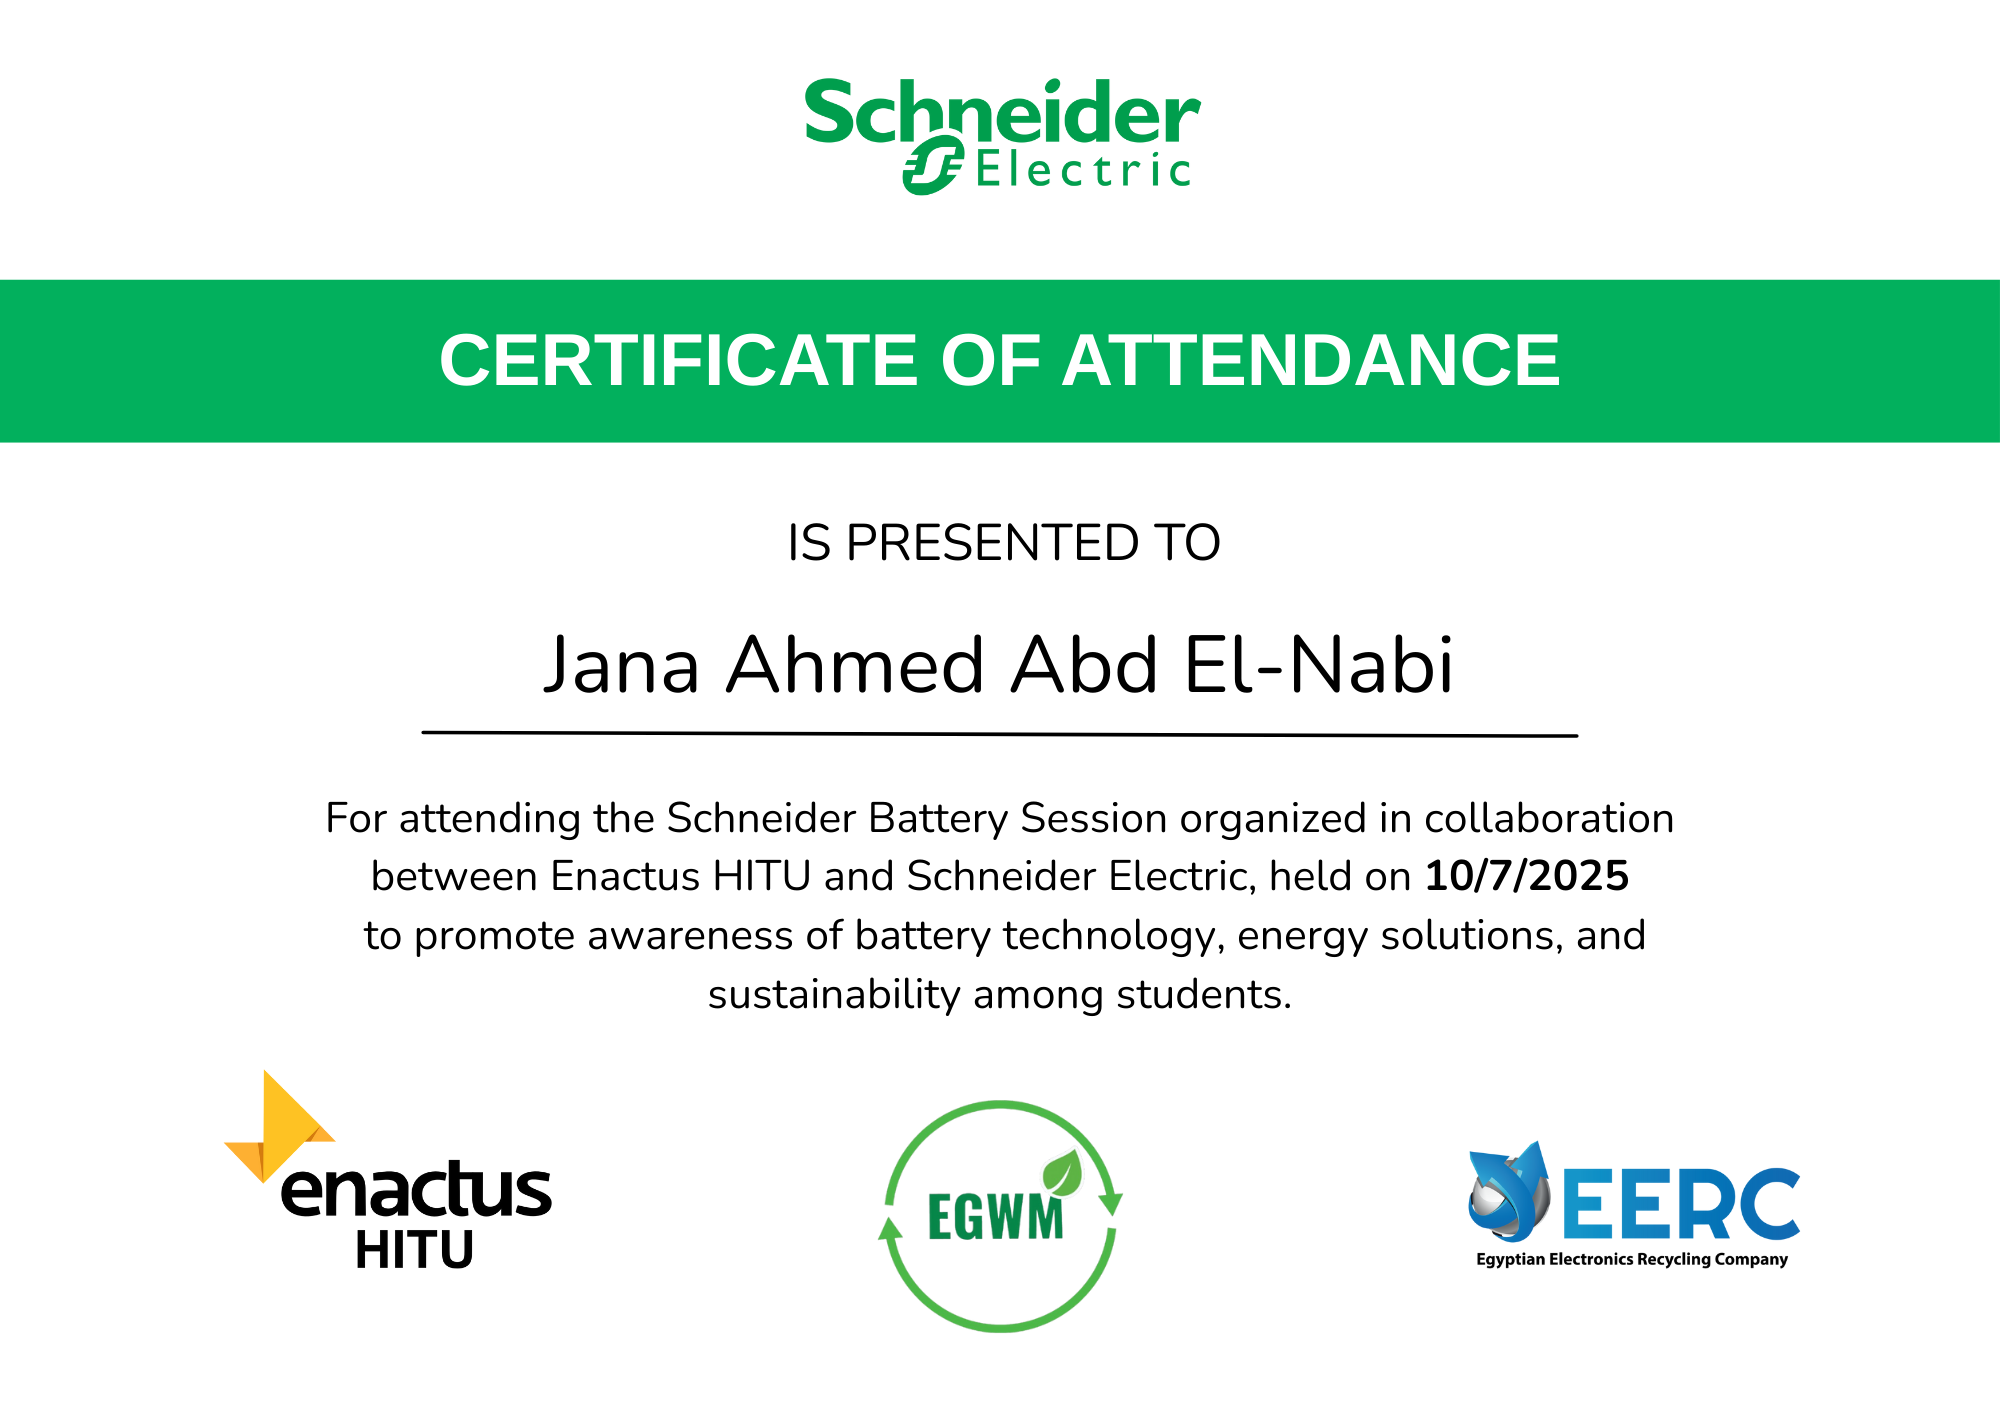 Schneider
Electric
CERTIFICATE OF ATTENDANCE
IS PRESENTED TO
Jana Ahmed Abd El-Nabi
For attending the Schneider Battery Session organized in collaboration
between Enactus HITU and Schneider Electric, held on 10/7/2025
to promote awareness of battery technology, energy solutions, and
sustainability among students.
enactus
HITU
EGWM
EERC
Egyptian Electronics Recycling Company